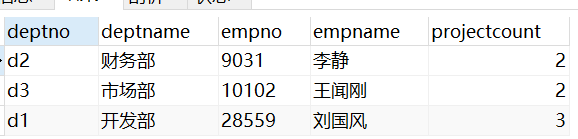 deptno deptname empno empname projectcount
d2 财务部 9031 李静 2
d3 市场部 10102 王闻刚 2
d1 开发部 28559 刘国风 3